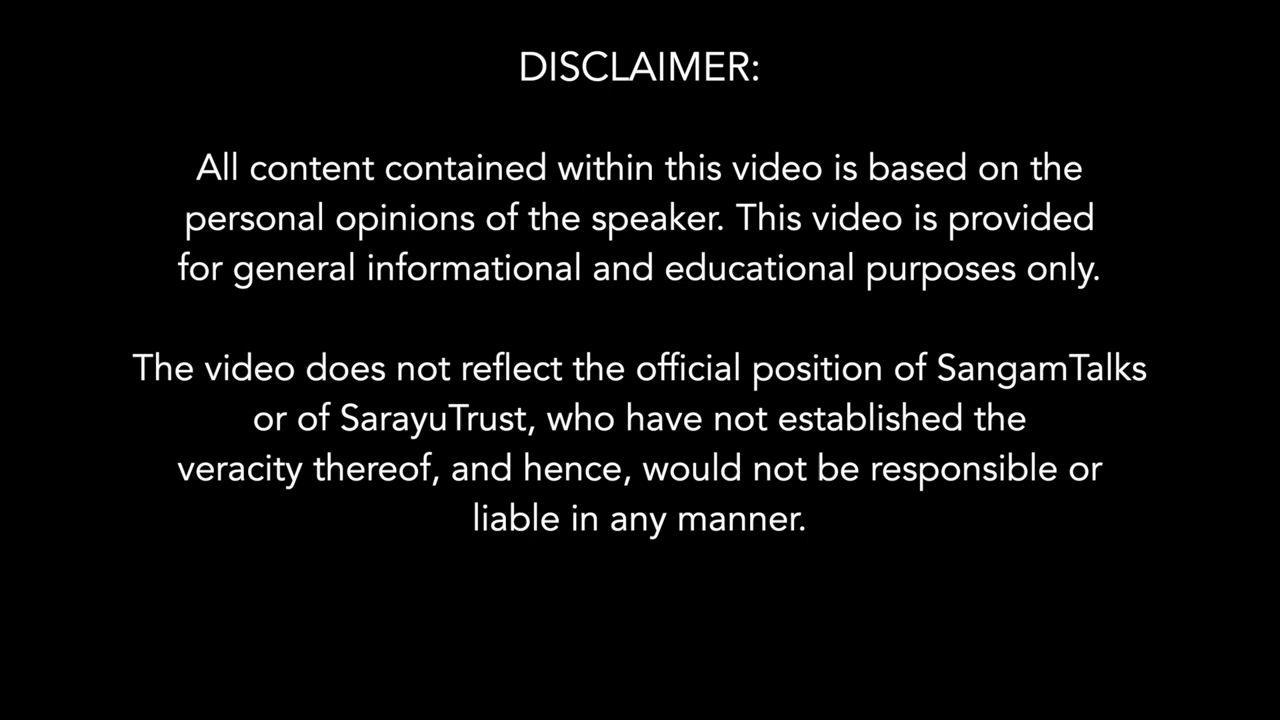 DISCLAIMER:
All content contained within this video is based on the
personal opinions of the speaker. This video is provided
for general informational and educational purposes only.
The video does not reflect the official position of SangamTalks
or of SarayuTrust, who have not established the
veracity thereof, and hence, would not be responsible or
liable in any manner.